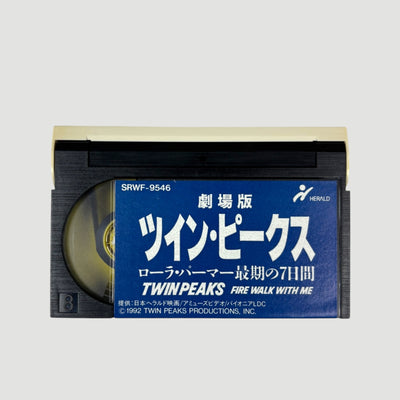 SRWF-9546
HERALD
劇場版
ツイン・ピークス
ローラ・パーマー最期の7日間
TWIN PEAKS FIRE WALK WITH ME
提供:日本ヘラルド映画/アミューズビデオ/パイオニアLDC
©1992 TWIN PEAKS PRODUCTIONS, INC.